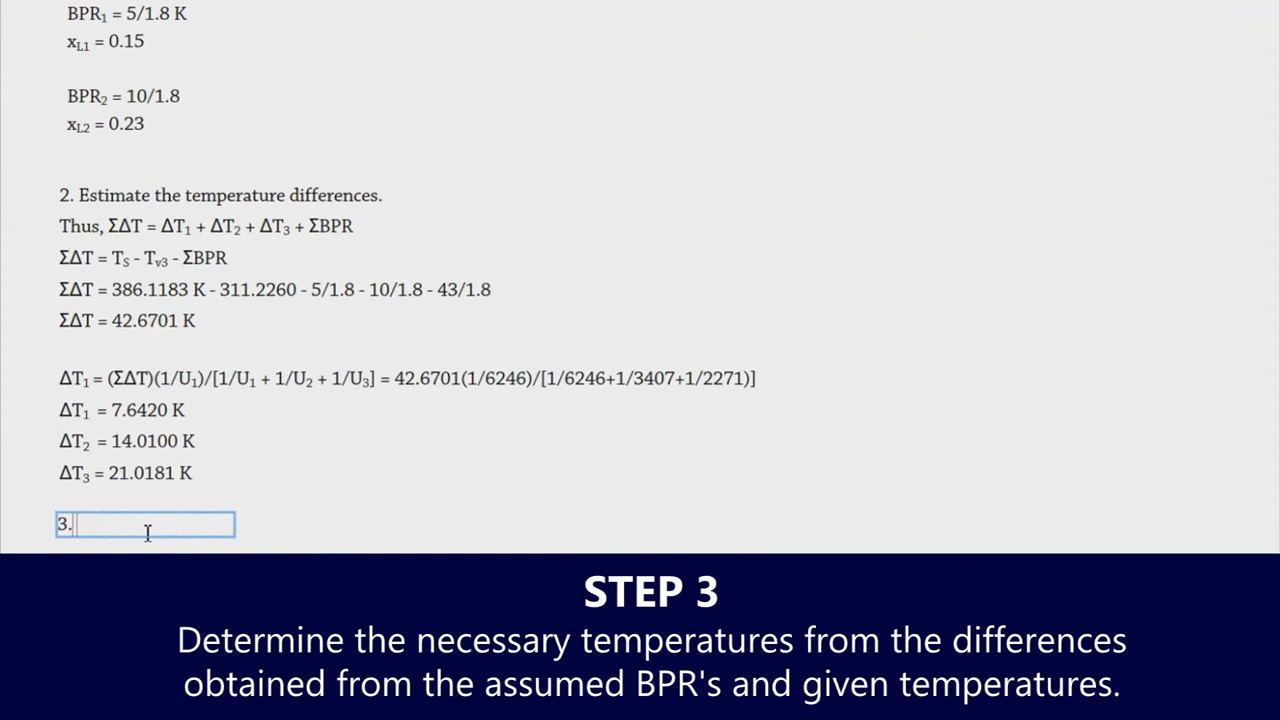 BPR₁ = 5/1.8 K
x_L1 = 0.15
BPR₂ = 10/1.8
x_L2 = 0.23
2. Estimate the temperature differences.
Thus, ΣΔT = ΔT₁ + ΔT₂ + ΔT₃ + ΣBPR
ΣΔT = T_S - T_v3 - ΣBPR
ΣΔT = 386.1183 K - 311.2260 - 5/1.8 - 10/1.8 - 43/1.8
ΣΔT = 42.6701 K
ΔT₁ = (ΣΔT)(1/U₁)/[1/U₁ + 1/U₂ + 1/U₃] = 42.6701(1/6246)/[1/6246+1/3407+1/2271)]
ΔT₁ = 7.6420 K
ΔT₂ = 14.0100 K
ΔT₃ = 21.0181 K
3.
STEP 3
Determine the necessary temperatures from the differences
obtained from the assumed BPR's and given temperatures.